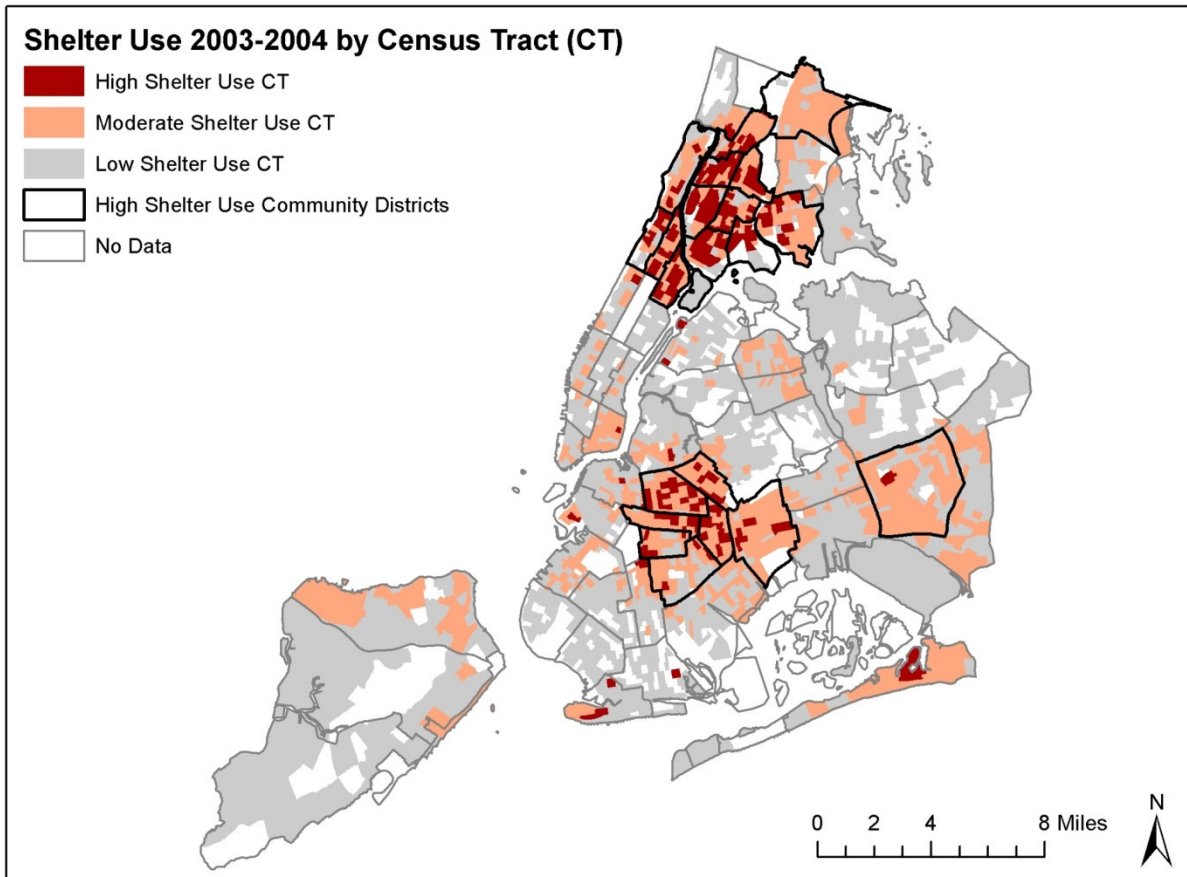 Shelter Use 2003-2004 by Census Tract (CT)
High Shelter Use CT
Moderate Shelter Use CT
Low Shelter Use CT
High Shelter Use Community Districts
No Data
N
0 2 4 8 Miles